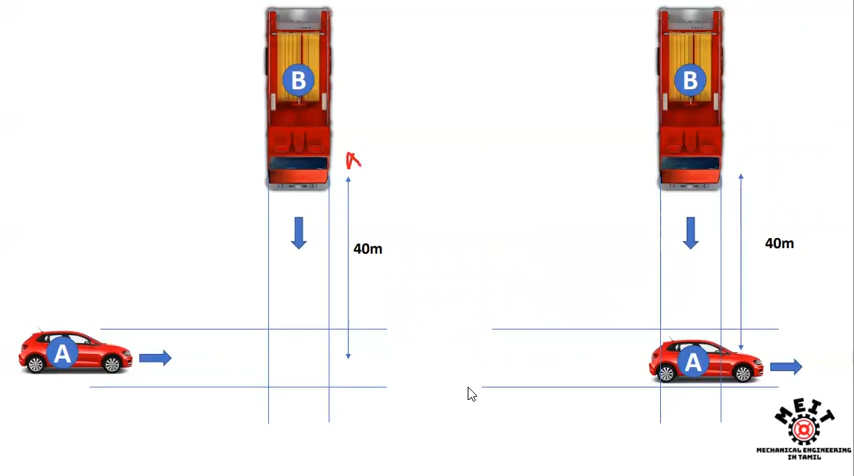 B
B
40m
40m
A
A
MEIT
MECHANICAL ENGINEERING
IN TAMIL